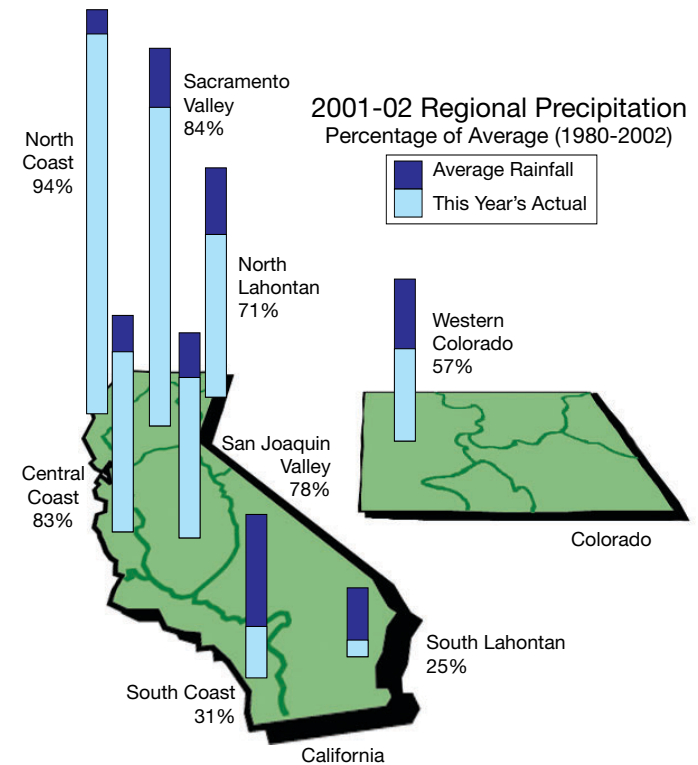 2001-02 Regional Precipitation
Percentage of Average (1980-2002)
Average Rainfall
This Year's Actual
North
Coast
94%
Sacramento
Valley
84%
North
Lahontan
71%
Western
Colorado
57%
San Joaquin
Valley
78%
Central
Coast
83%
Colorado
South Lahontan
25%
South Coast
31%
California